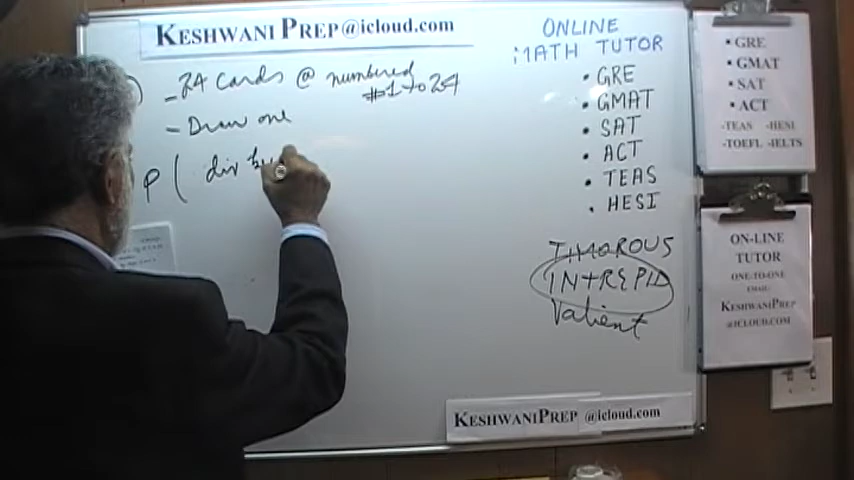 KESHWANI PREP @icloud.com
) - 24 cards @ numbered
#1 to 24
- Draw one
P ( div by
ONLINE
MATH TUTOR
• GRE
• GMAT
• SAT
• ACT
• TEAS
• HESI
TIMOROUS
INTREPID
Valient
KESHWANIPREP @icloud.com
• GRE
• GMAT
• SAT
• ACT
-TEAS -HESI
-TOEFL -IELTS
ON-LINE
TUTOR
ONE-TO-ONE
EMAIL:
KESHWANIPREP
@ICLOUD.COM